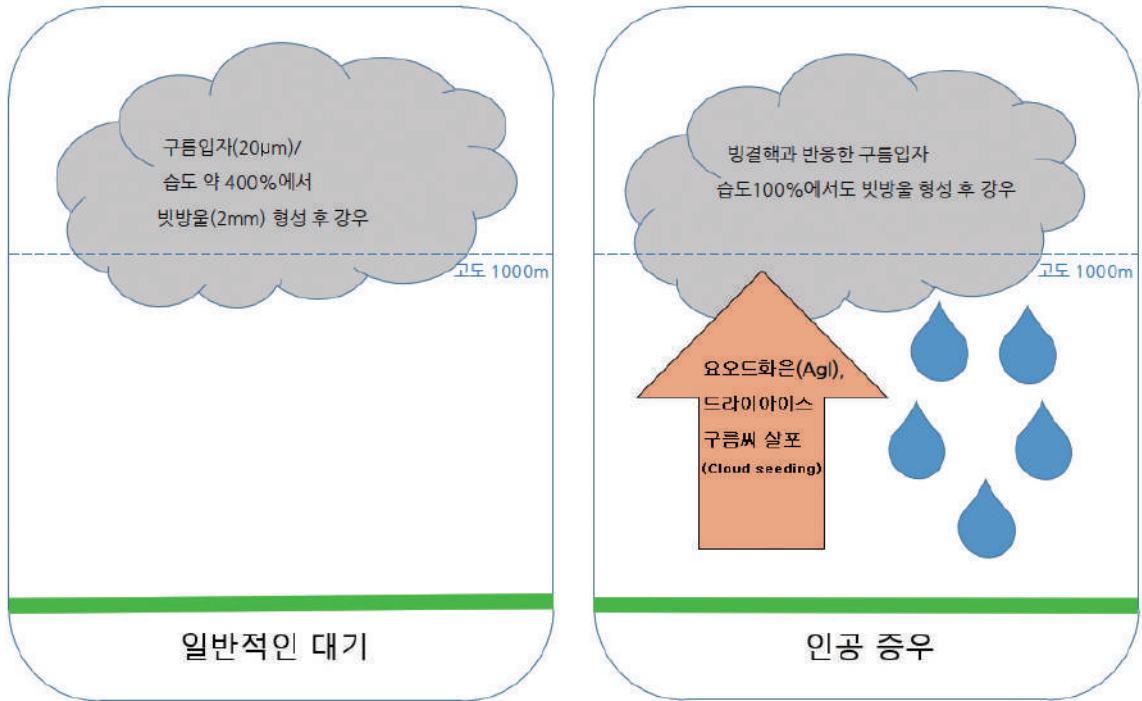 구름입자(20μm)/
습도 약 400%에서
빗방울(2mm) 형성 후 강우
고도 1000m
일반적인 대기
빙결핵과 반응한 구름입자
습도100%에서도 빗방울 형성 후 강우
고도 1000m
요오드화은(AgI),
드라이아이스
구름씨 살포
(Cloud seeding)
인공 증우